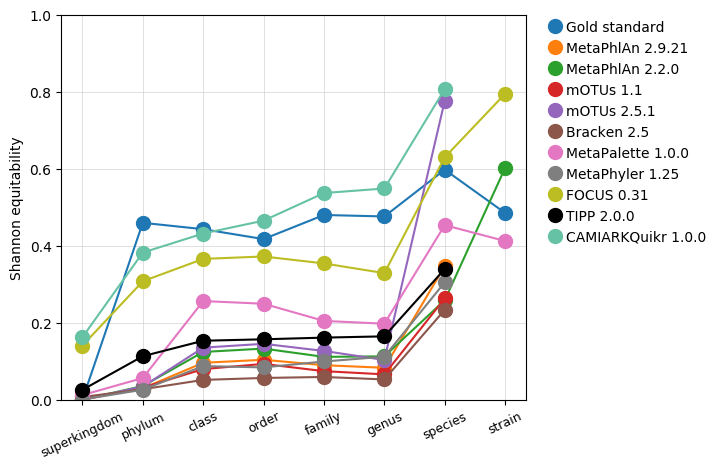 1.0
0.8
0.6
0.4
0.2
0.0
Shannon equitability
superkingdom
phylum
class
order
family
genus
species
strain
Gold standard
MetaPhlAn 2.9.21
MetaPhlAn 2.2.0
mOTUs 1.1
mOTUs 2.5.1
Bracken 2.5
MetaPalette 1.0.0
MetaPhyler 1.25
FOCUS 0.31
TIPP 2.0.0
CAMIARKQuikr 1.0.0